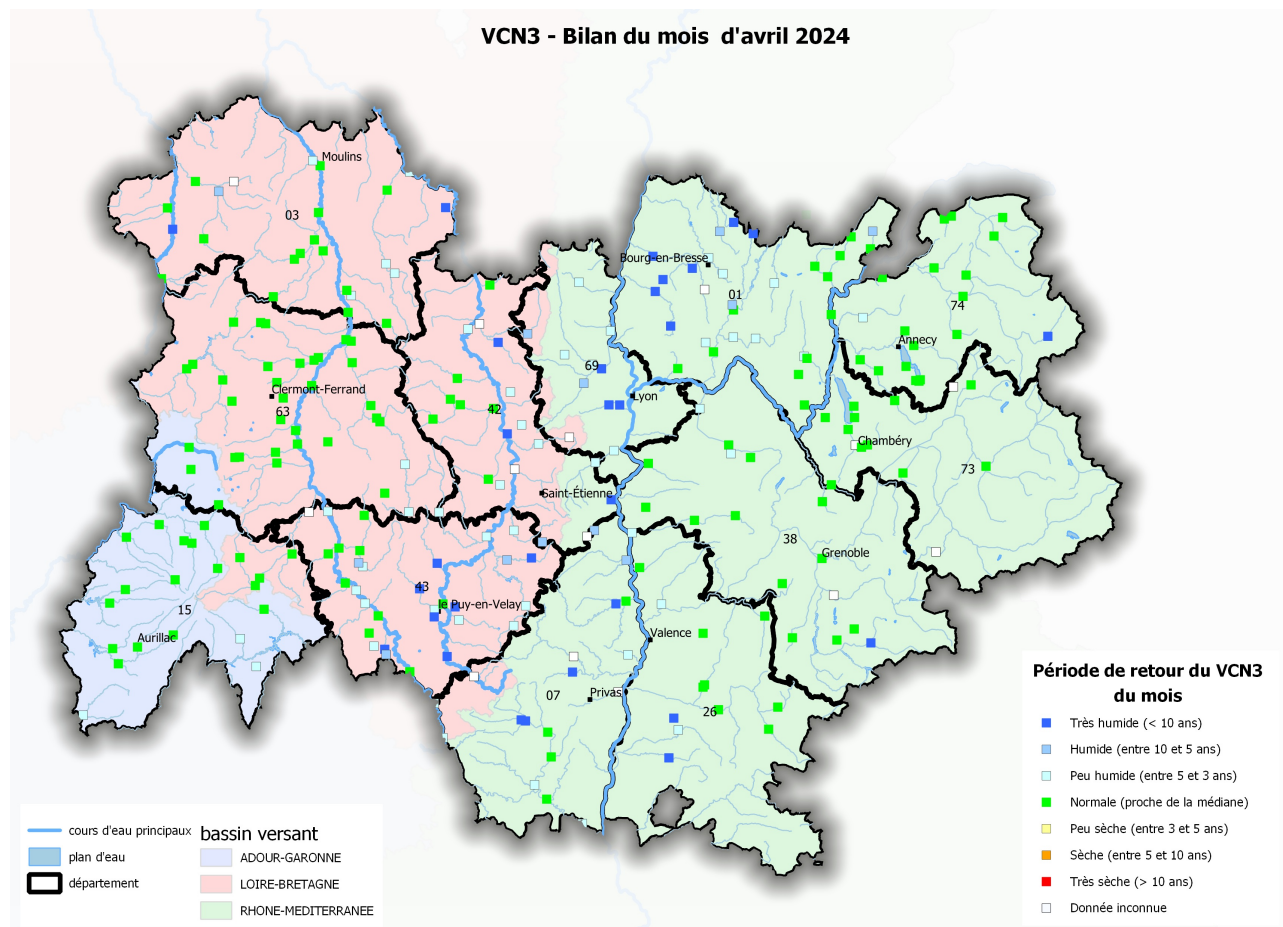 VCN3 - Bilan du mois d'avril 2024
Moulins
03
Bourg-en-Bresse
01
74
Annecy
69
Clermont-Ferrand
63
42
Lyon
Chambéry
73
Saint-Étienne
38
Grenoble
43
le Puy-en-Velay
15
Aurillac
Valence
07
Privas
26
Période de retour du VCN3
du mois
Très humide (< 10 ans)
Humide (entre 10 et 5 ans)
Peu humide (entre 5 et 3 ans)
Normale (proche de la médiane)
Peu sèche (entre 3 et 5 ans)
Sèche (entre 5 et 10 ans)
Très sèche (> 10 ans)
Donnée inconnue
cours d'eau principaux
plan d'eau
département
bassin versant
ADOUR-GARONNE
LOIRE-BRETAGNE
RHONE-MEDITERRANEE